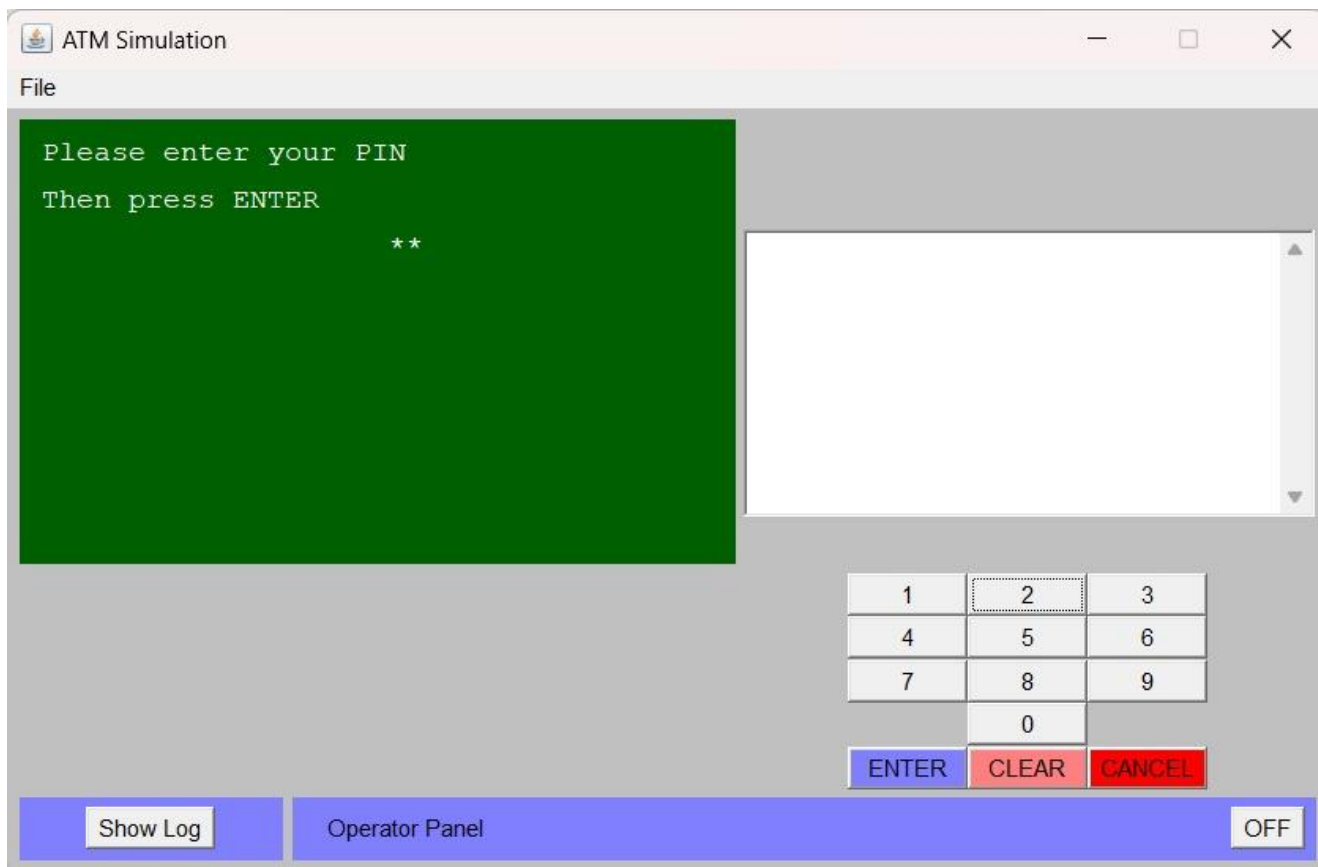 ATM Simulation
File
Please enter your PIN
Then press ENTER
**
1 2 3
4 5 6
7 8 9
0
ENTER CLEAR CANCEL
Show Log Operator Panel OFF